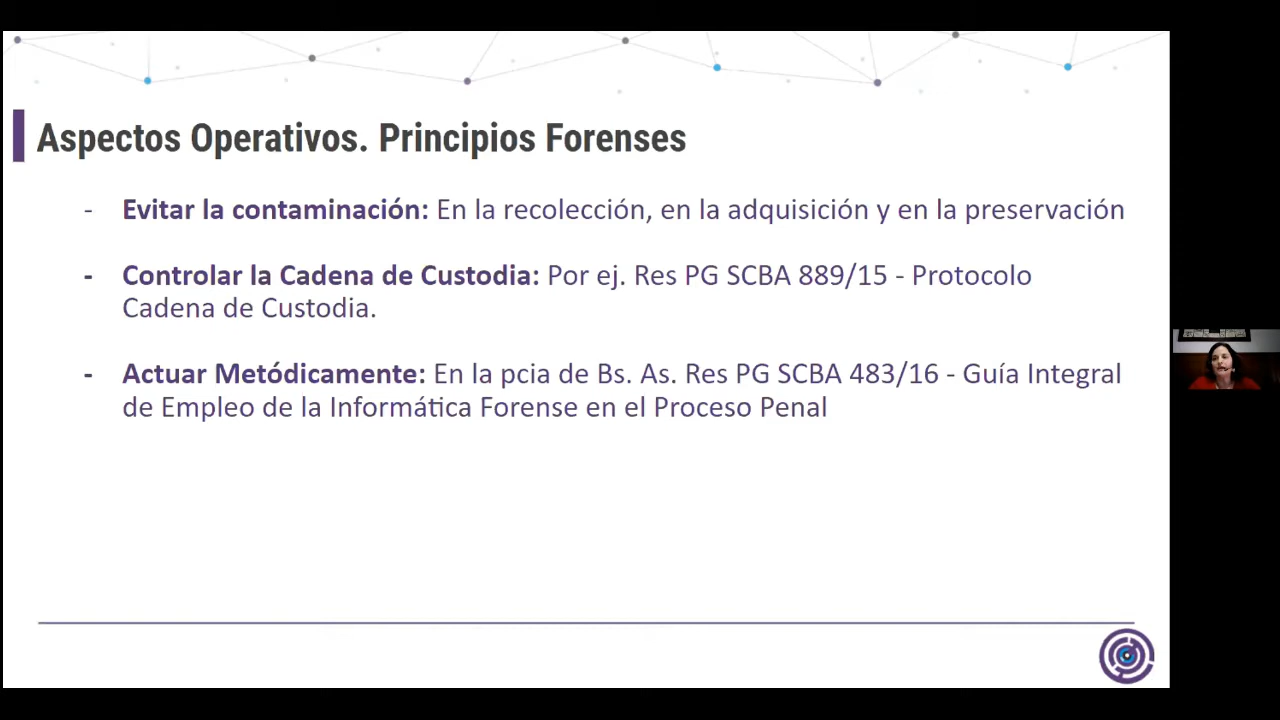 Aspectos Operativos. Principios Forenses
- Evitar la contaminación: En la recolección, en la adquisición y en la preservación
- Controlar la Cadena de Custodia: Por ej. Res PG SCBA 889/15 - Protocolo
Cadena de Custodia.
- Actuar Metódicamente: En la pcia de Bs. As. Res PG SCBA 483/16 - Guía Integral
de Empleo de la Informática Forense en el Proceso Penal